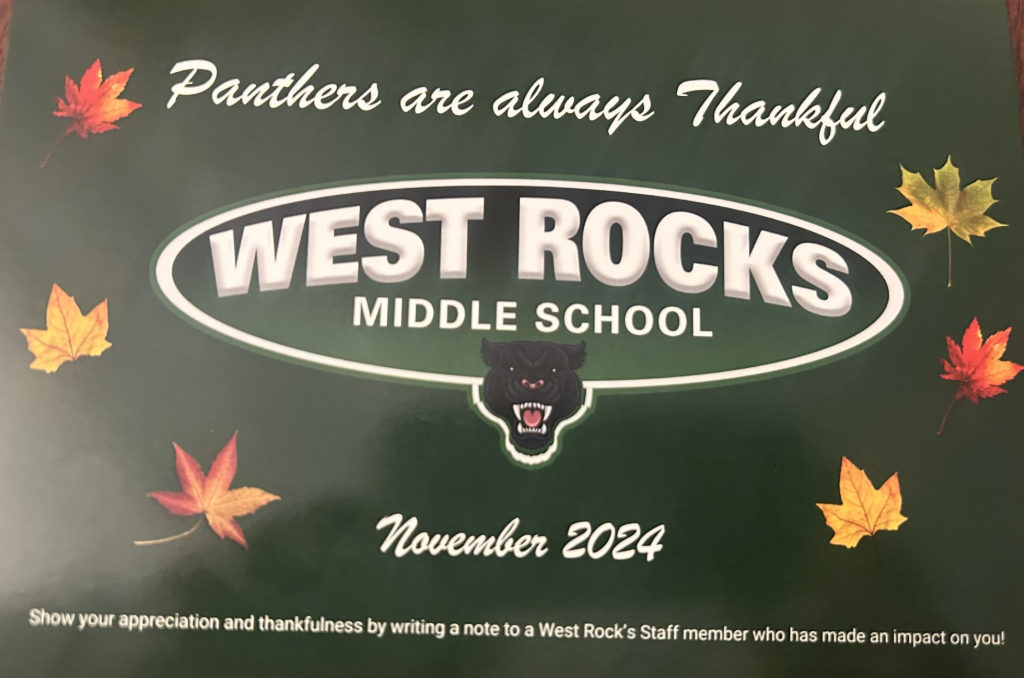 Panthers are always Thankful
WEST ROCKS
MIDDLE SCHOOL
November 2024
Show your appreciation and thankfulness by writing a note to a West Rock's Staff member who has made an impact on you!